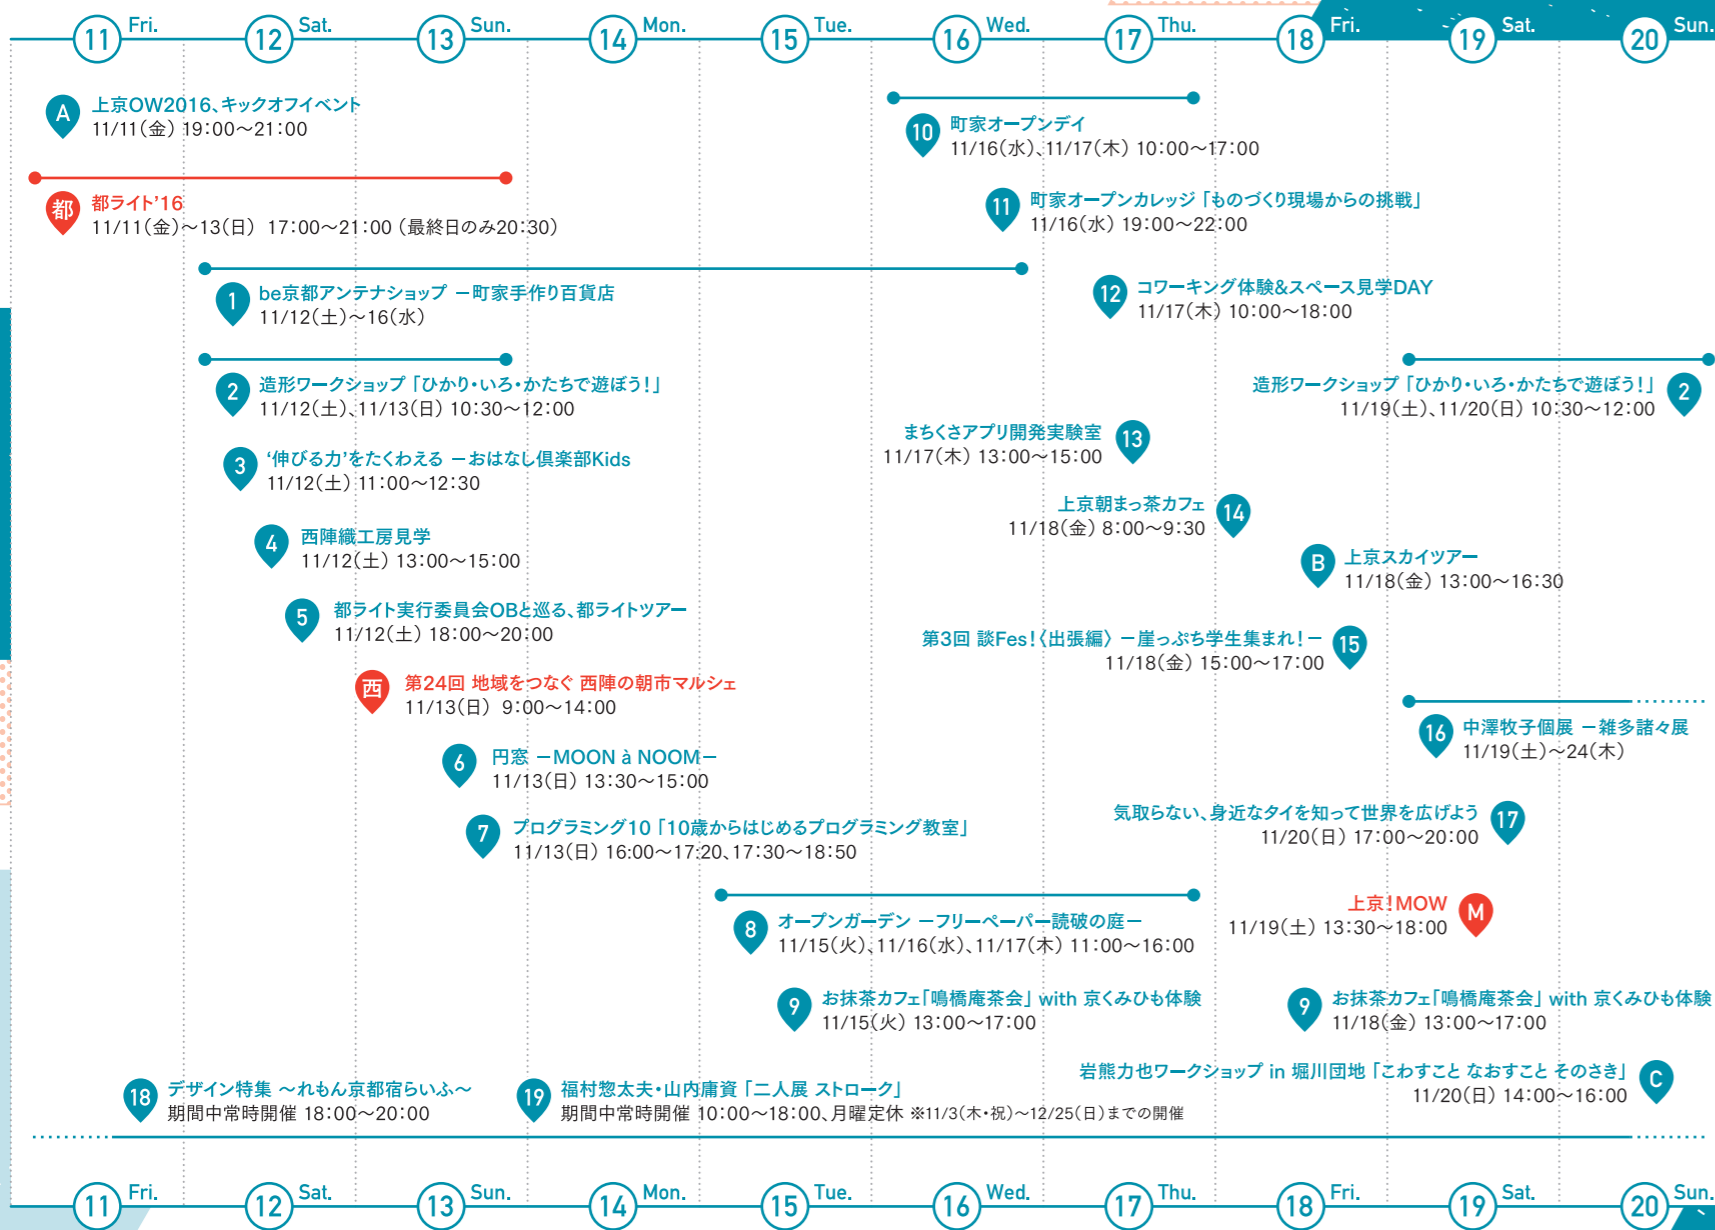 11 Fri. 12 Sat. 13 Sun. 14 Mon. 15 Tue. 16 Wed. 17 Thu. 18 Fri. 19 Sat. 20 Sun.
A 上京OW2016、キックオフイベント
11/11(金) 19:00〜21:00
都 都ライト'16
11/11(金)〜13(日) 17:00〜21:00 (最終日のみ20:30)
1 be京都アンテナショップ －町家手作り百貨店
11/12(土)〜16(水)
2 造形ワークショップ「ひかり・いろ・かたちで遊ぼう!」
11/12(土)、11/13(日) 10:30〜12:00
3 '伸びる力'をたくわえる －おはなし倶楽部Kids
11/12(土) 11:00〜12:30
4 西陣織工房見学
11/12(土) 13:00〜15:00
5 都ライト実行委員会OBと巡る、都ライトツアー
11/12(土) 18:00〜20:00
西 第24回 地域をつなぐ 西陣の朝市マルシェ
11/13(日) 9:00〜14:00
6 円窓 －MOON à NOOM－
11/13(日) 13:30〜15:00
7 プログラミング10「10歳からはじめるプログラミング教室」
11/13(日) 16:00〜17:20、17:30〜18:50
8 オープンガーデン －フリーペーパー読破の庭－
11/15(火)、11/16(水)、11/17(木) 11:00〜16:00
9 お抹茶カフェ「鳴橋庵茶会」 with 京くみひも体験
11/15(火) 13:00〜17:00
10 町家オープンデイ
11/16(水)、11/17(木) 10:00〜17:00
11 町家オープンカレッジ「ものづくり現場からの挑戦」
11/16(水) 19:00〜22:00
12 コワーキング体験&スペース見学DAY
11/17(木) 10:00〜18:00
造形ワークショップ「ひかり・いろ・かたちで遊ぼう!」 2
11/19(土)、11/20(日) 10:30〜12:00
まちくさアプリ開発実験室 13
11/17(木) 13:00〜15:00
上京朝まっ茶カフェ 14
11/18(金) 8:00〜9:30
B 上京スカイツアー
11/18(金) 13:00〜16:30
第3回 談Fes!〈出張編〉 －崖っぷち学生集まれ!－ 15
11/18(金) 15:00〜17:00
16 中澤牧子個展 －雑多諸々展
11/19(土)〜24(木)
気取らない、身近なタイを知って世界を広げよう 17
11/20(日) 17:00〜20:00
上京!MOW M
11/19(土) 13:30〜18:00
9 お抹茶カフェ「鳴橋庵茶会」 with 京くみひも体験
11/18(金) 13:00〜17:00
岩熊力也ワークショップ in 堀川団地「こわすこと なおすこと そのさき」 C
11/20(日) 14:00〜16:00
18 デザイン特集 〜れもん京都宿らいふ〜
期間中常時開催 18:00〜20:00
19 福村惣太夫・山内庸資「二人展 ストローク」
期間中常時開催 10:00〜18:00、月曜定休 ※11/3(木・祝)〜12/25(日)までの開催
11 Fri. 12 Sat. 13 Sun. 14 Mon. 15 Tue. 16 Wed. 17 Thu. 18 Fri. 19 Sat. 20 Sun.